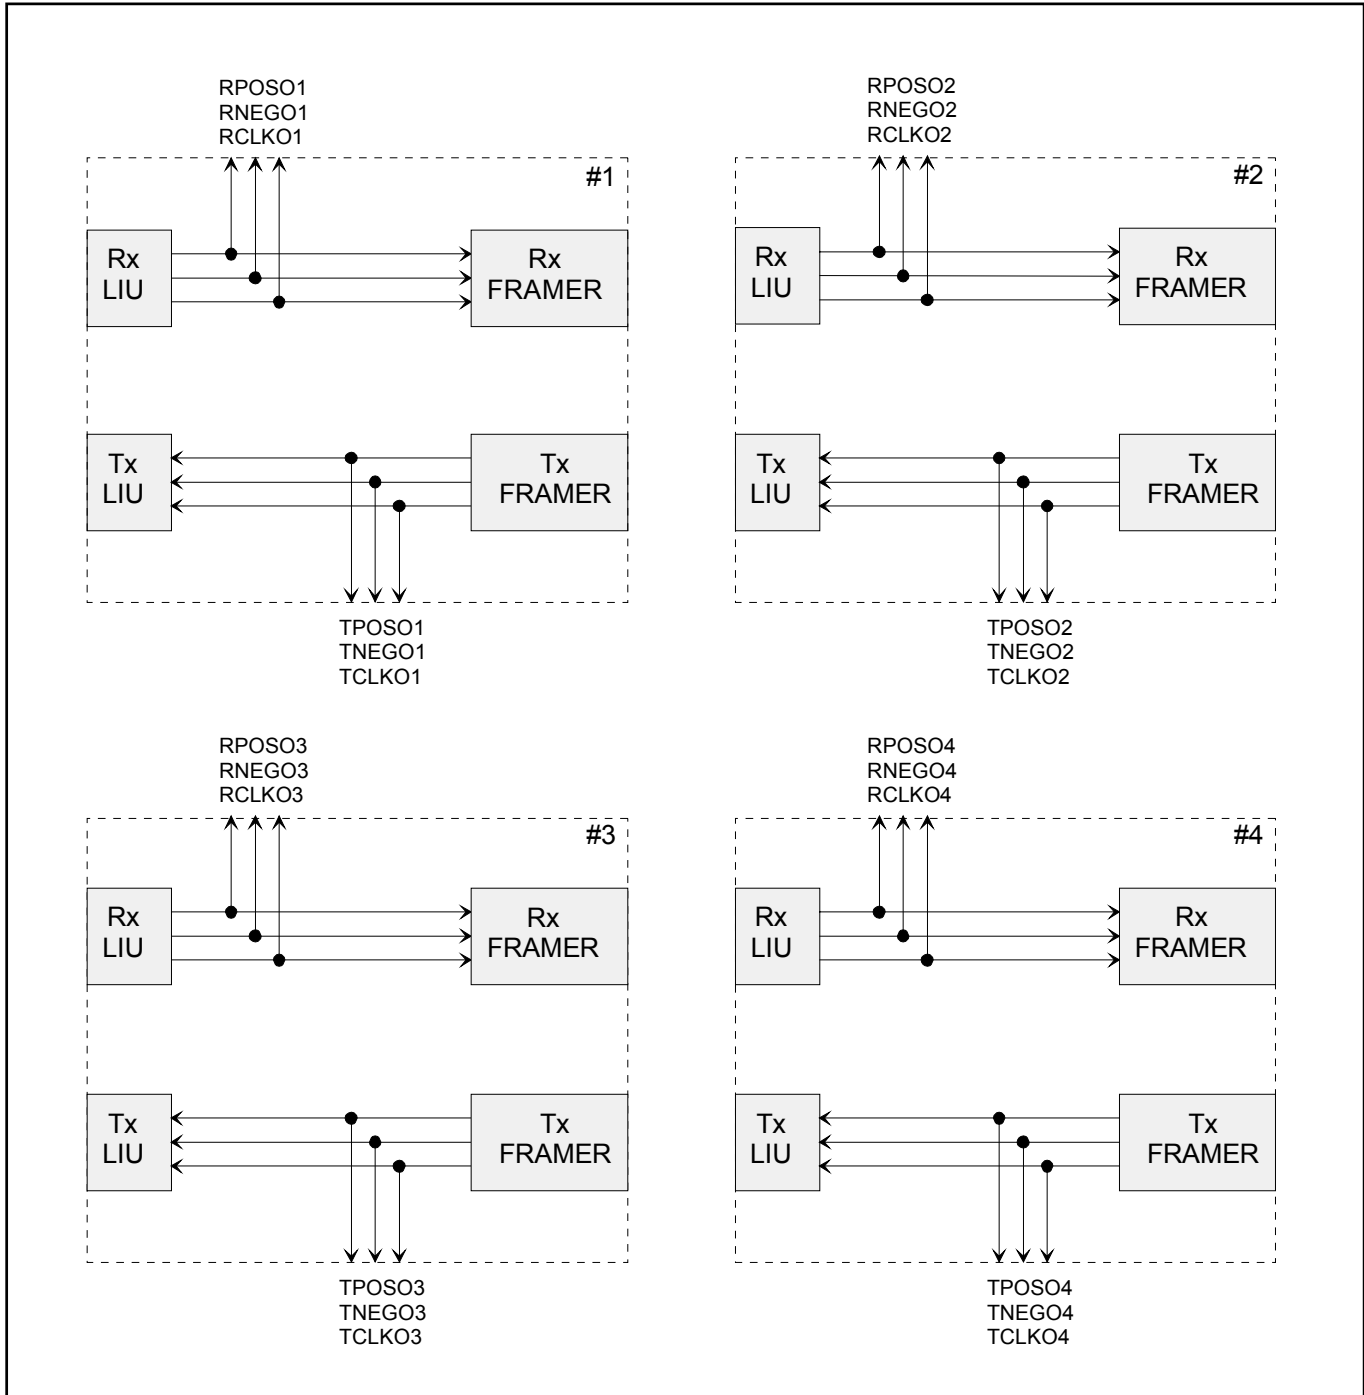 RPOSO1
RNEGO1
RCLKO1
#1
Rx
LIU
Rx
FRAMER
Tx
LIU
Tx
FRAMER
TPOSO1
TNEGO1
TCLKO1
RPOSO2
RNEGO2
RCLKO2
#2
Rx
LIU
Rx
FRAMER
Tx
LIU
Tx
FRAMER
TPOSO2
TNEGO2
TCLKO2
RPOSO3
RNEGO3
RCLKO3
#3
Rx
LIU
Rx
FRAMER
Tx
LIU
Tx
FRAMER
TPOSO3
TNEGO3
TCLKO3
RPOSO4
RNEGO4
RCLKO4
#4
Rx
LIU
Rx
FRAMER
Tx
LIU
Tx
FRAMER
TPOSO4
TNEGO4
TCLKO4